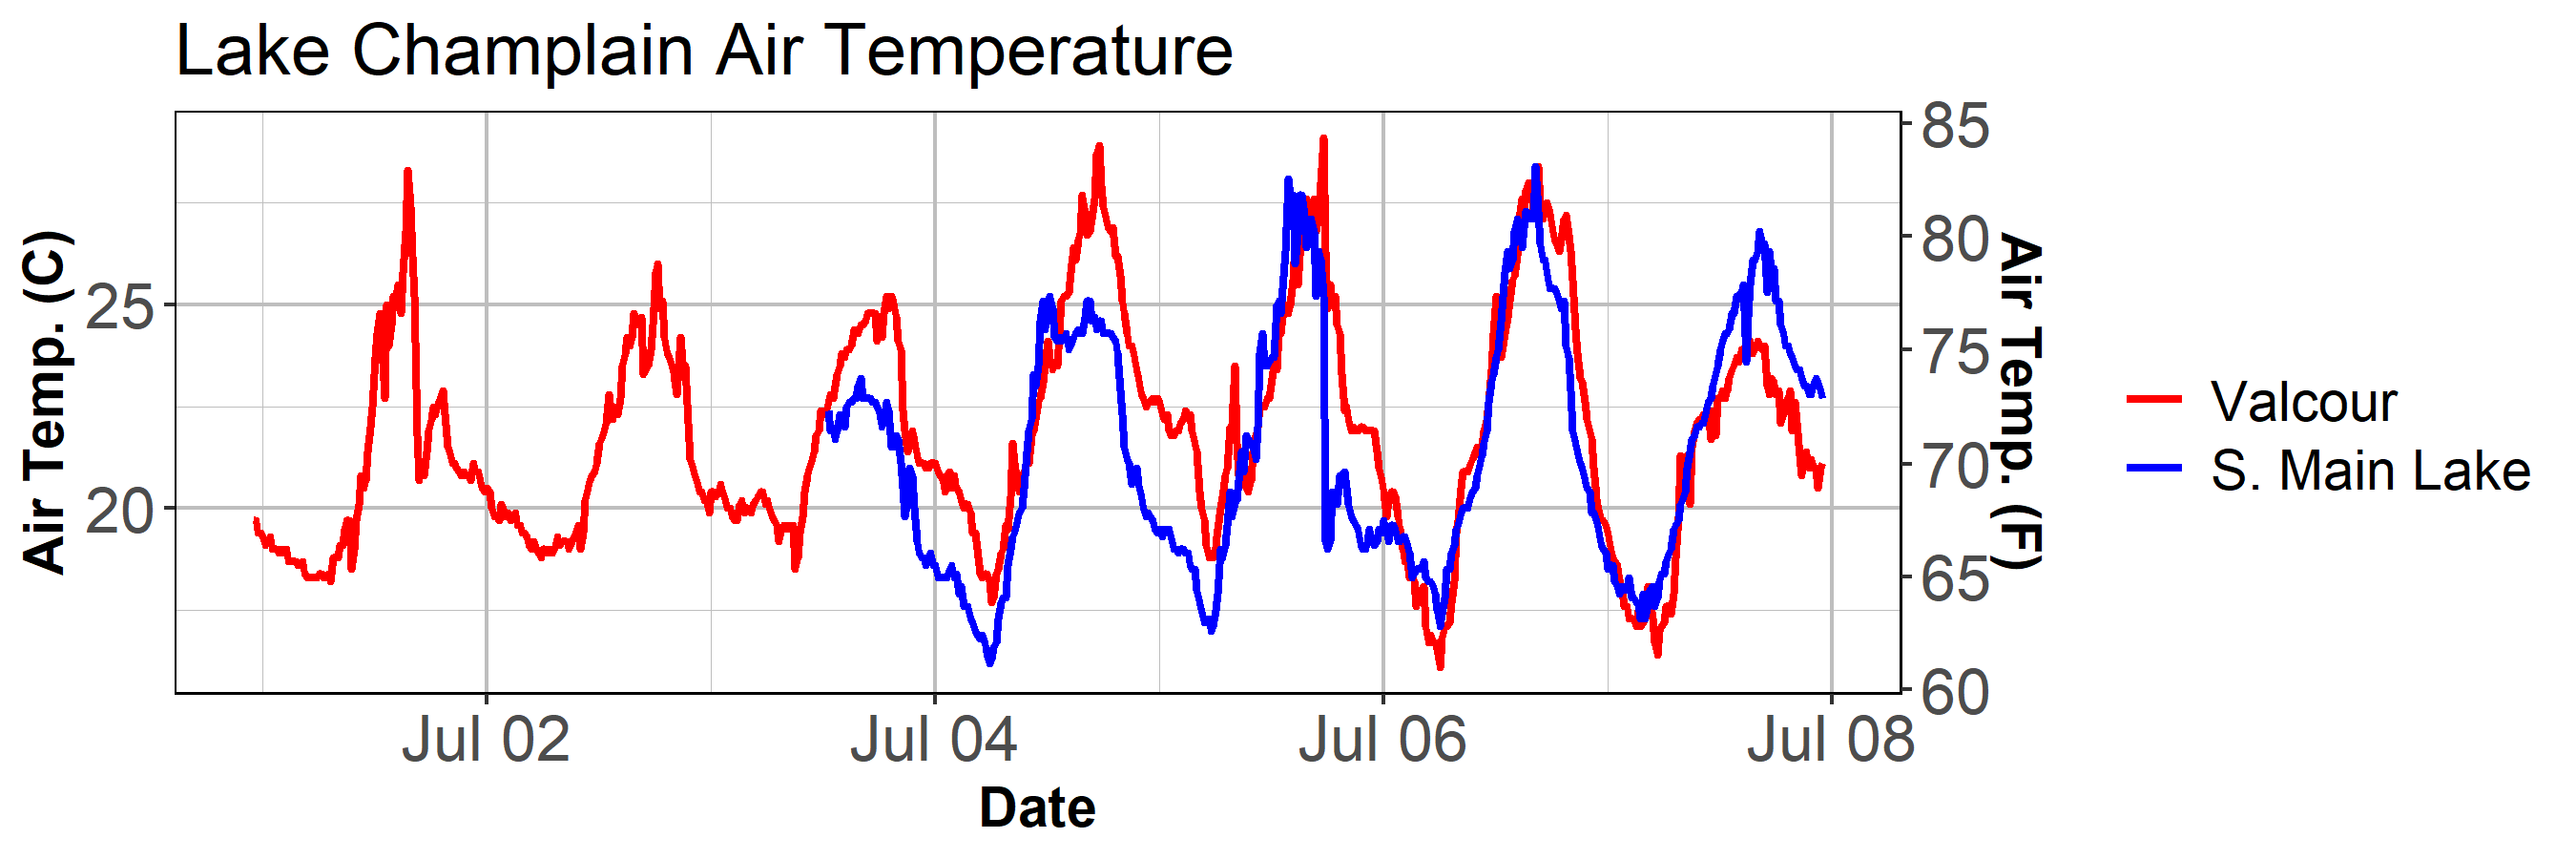 Lake Champlain Air Temperature
Air Temp. (C)
25
20
85
80
75
70
65
60
Air Temp. (F)
Jul 02
Jul 04
Jul 06
Jul 08
Date
Valcour
S. Main Lake